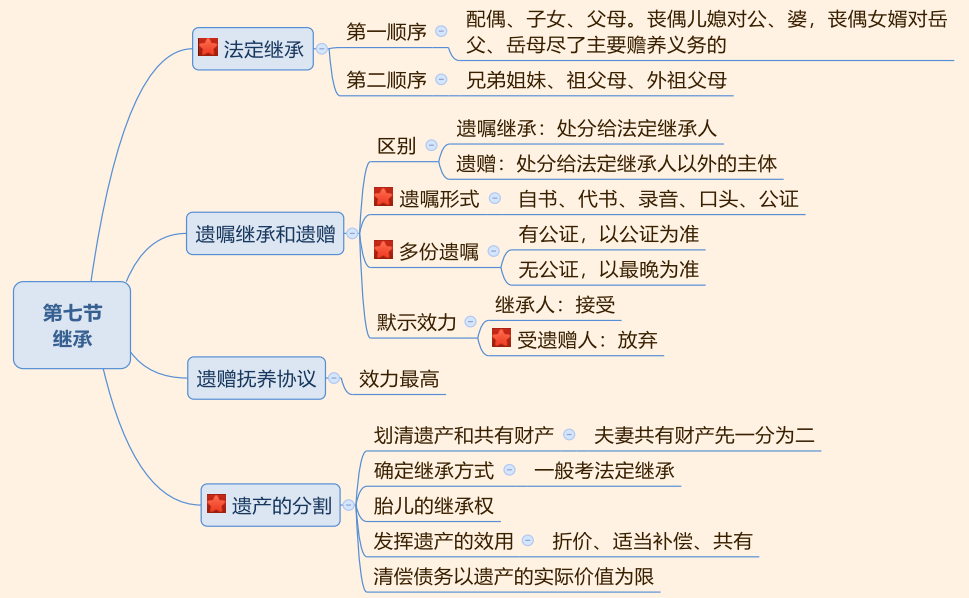 第七节
继承
法定继承
第一顺序
配偶、子女、父母。丧偶儿媳对公、婆，丧偶女婿对岳
父、岳母尽了主要赡养义务的
第二顺序
兄弟姐妹、祖父母、外祖父母
遗嘱继承和遗赠
区别
遗嘱继承：处分给法定继承人
遗赠：处分给法定继承人以外的主体
遗嘱形式
自书、代书、录音、口头、公证
多份遗嘱
有公证，以公证为准
无公证，以最晚为准
默示效力
继承人：接受
受遗赠人：放弃
遗赠抚养协议
效力最高
遗产的分割
划清遗产和共有财产
夫妻共有财产先一分为二
确定继承方式
一般考法定继承
胎儿的继承权
发挥遗产的效用
折价、适当补偿、共有
清偿债务以遗产的实际价值为限